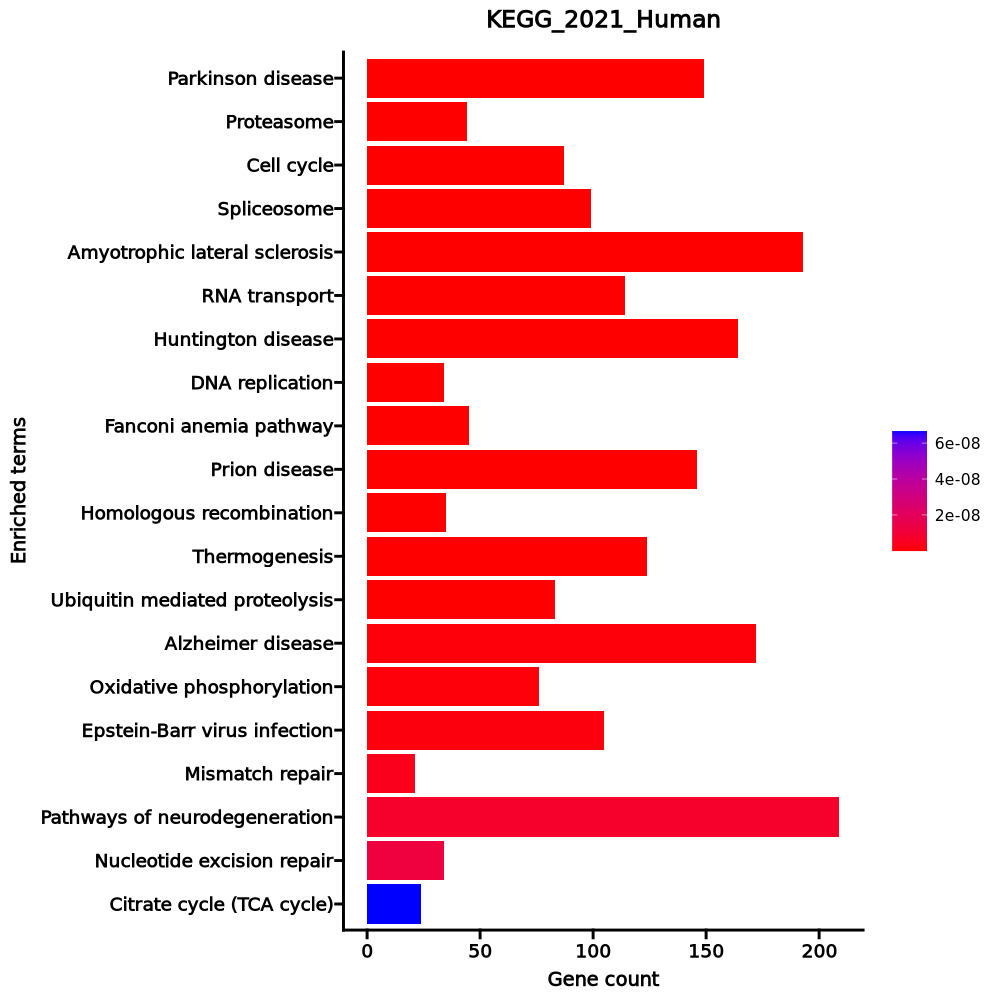 KEGG_2021_Human
Parkinson disease
Proteasome
Cell cycle
Spliceosome
Amyotrophic lateral sclerosis
RNA transport
Huntington disease
DNA replication
Fanconi anemia pathway
Prion disease
Homologous recombination
Thermogenesis
Ubiquitin mediated proteolysis
Alzheimer disease
Oxidative phosphorylation
Epstein-Barr virus infection
Mismatch repair
Pathways of neurodegeneration
Nucleotide excision repair
Citrate cycle (TCA cycle)
Enriched terms
0 50 100 150 200
Gene count
6e-08
4e-08
2e-08